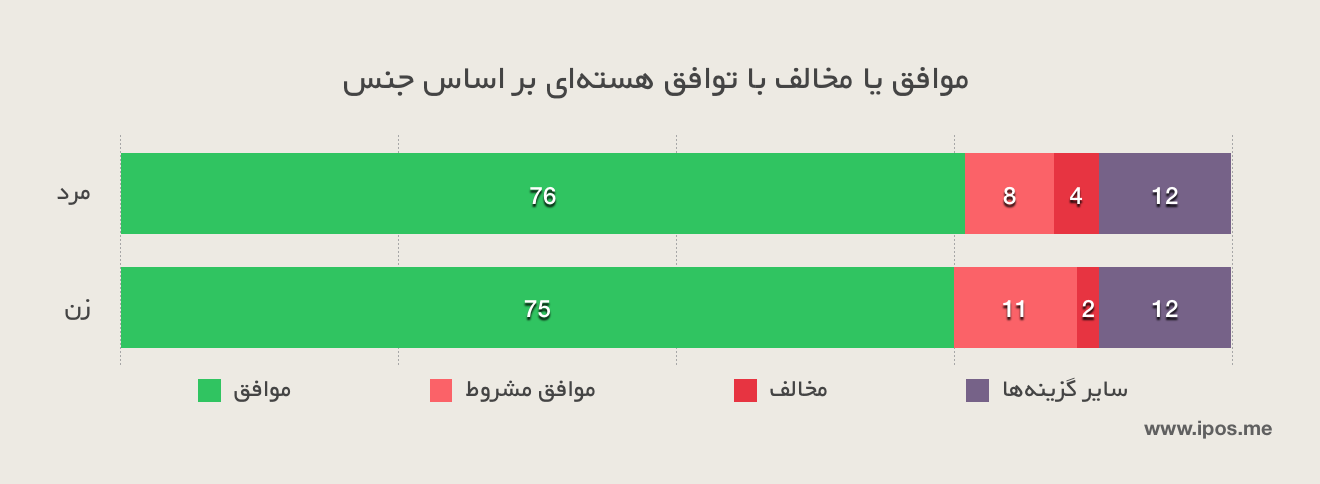 موافق یا مخالف با توافق هسته‌ای بر اساس جنس
مرد
76
8
4
12
زن
75
11
2
12
موافق
موافق مشروط
مخالف
سایر گزینه‌ها
www.ipos.me